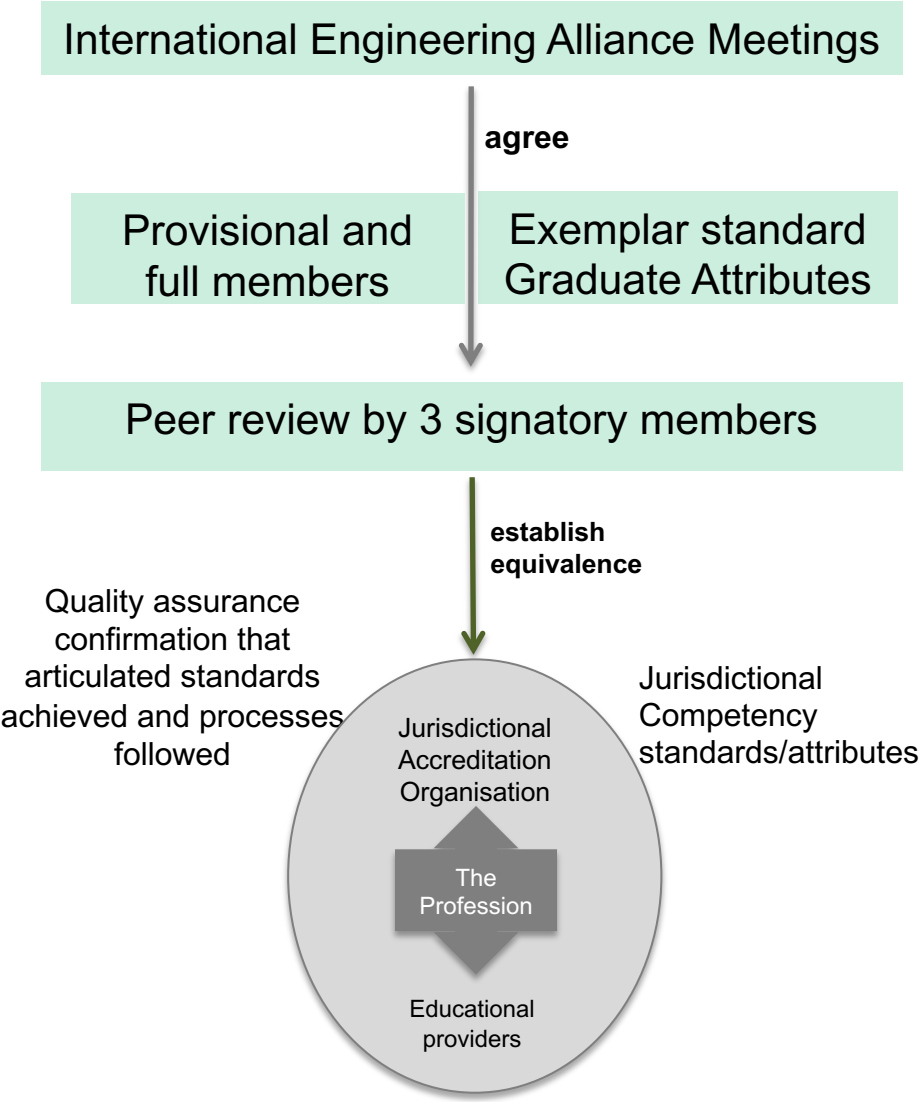 International Engineering Alliance Meetings
agree
Provisional and
full members
Exemplar standard
Graduate Attributes
Peer review by 3 signatory members
establish
equivalence
Quality assurance
confirmation that
articulated standards
achieved and processes
followed
Jurisdictional
Competency
standards/attributes
Jurisdictional
Accreditation
Organisation
The
Profession
Educational
providers